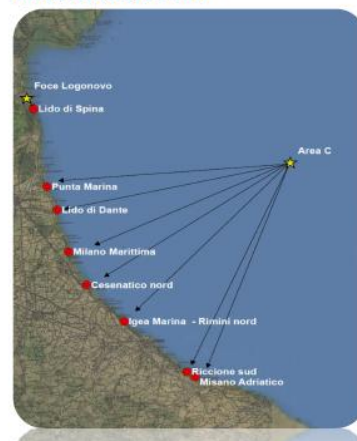 Foce Logonovo
Lido di Spina
Area C
Punta Marina
Lido di Dante
Milano Marittima
Cesenatico nord
Igea Marina - Rimini nord
Riccione sud
Misano Adriatico